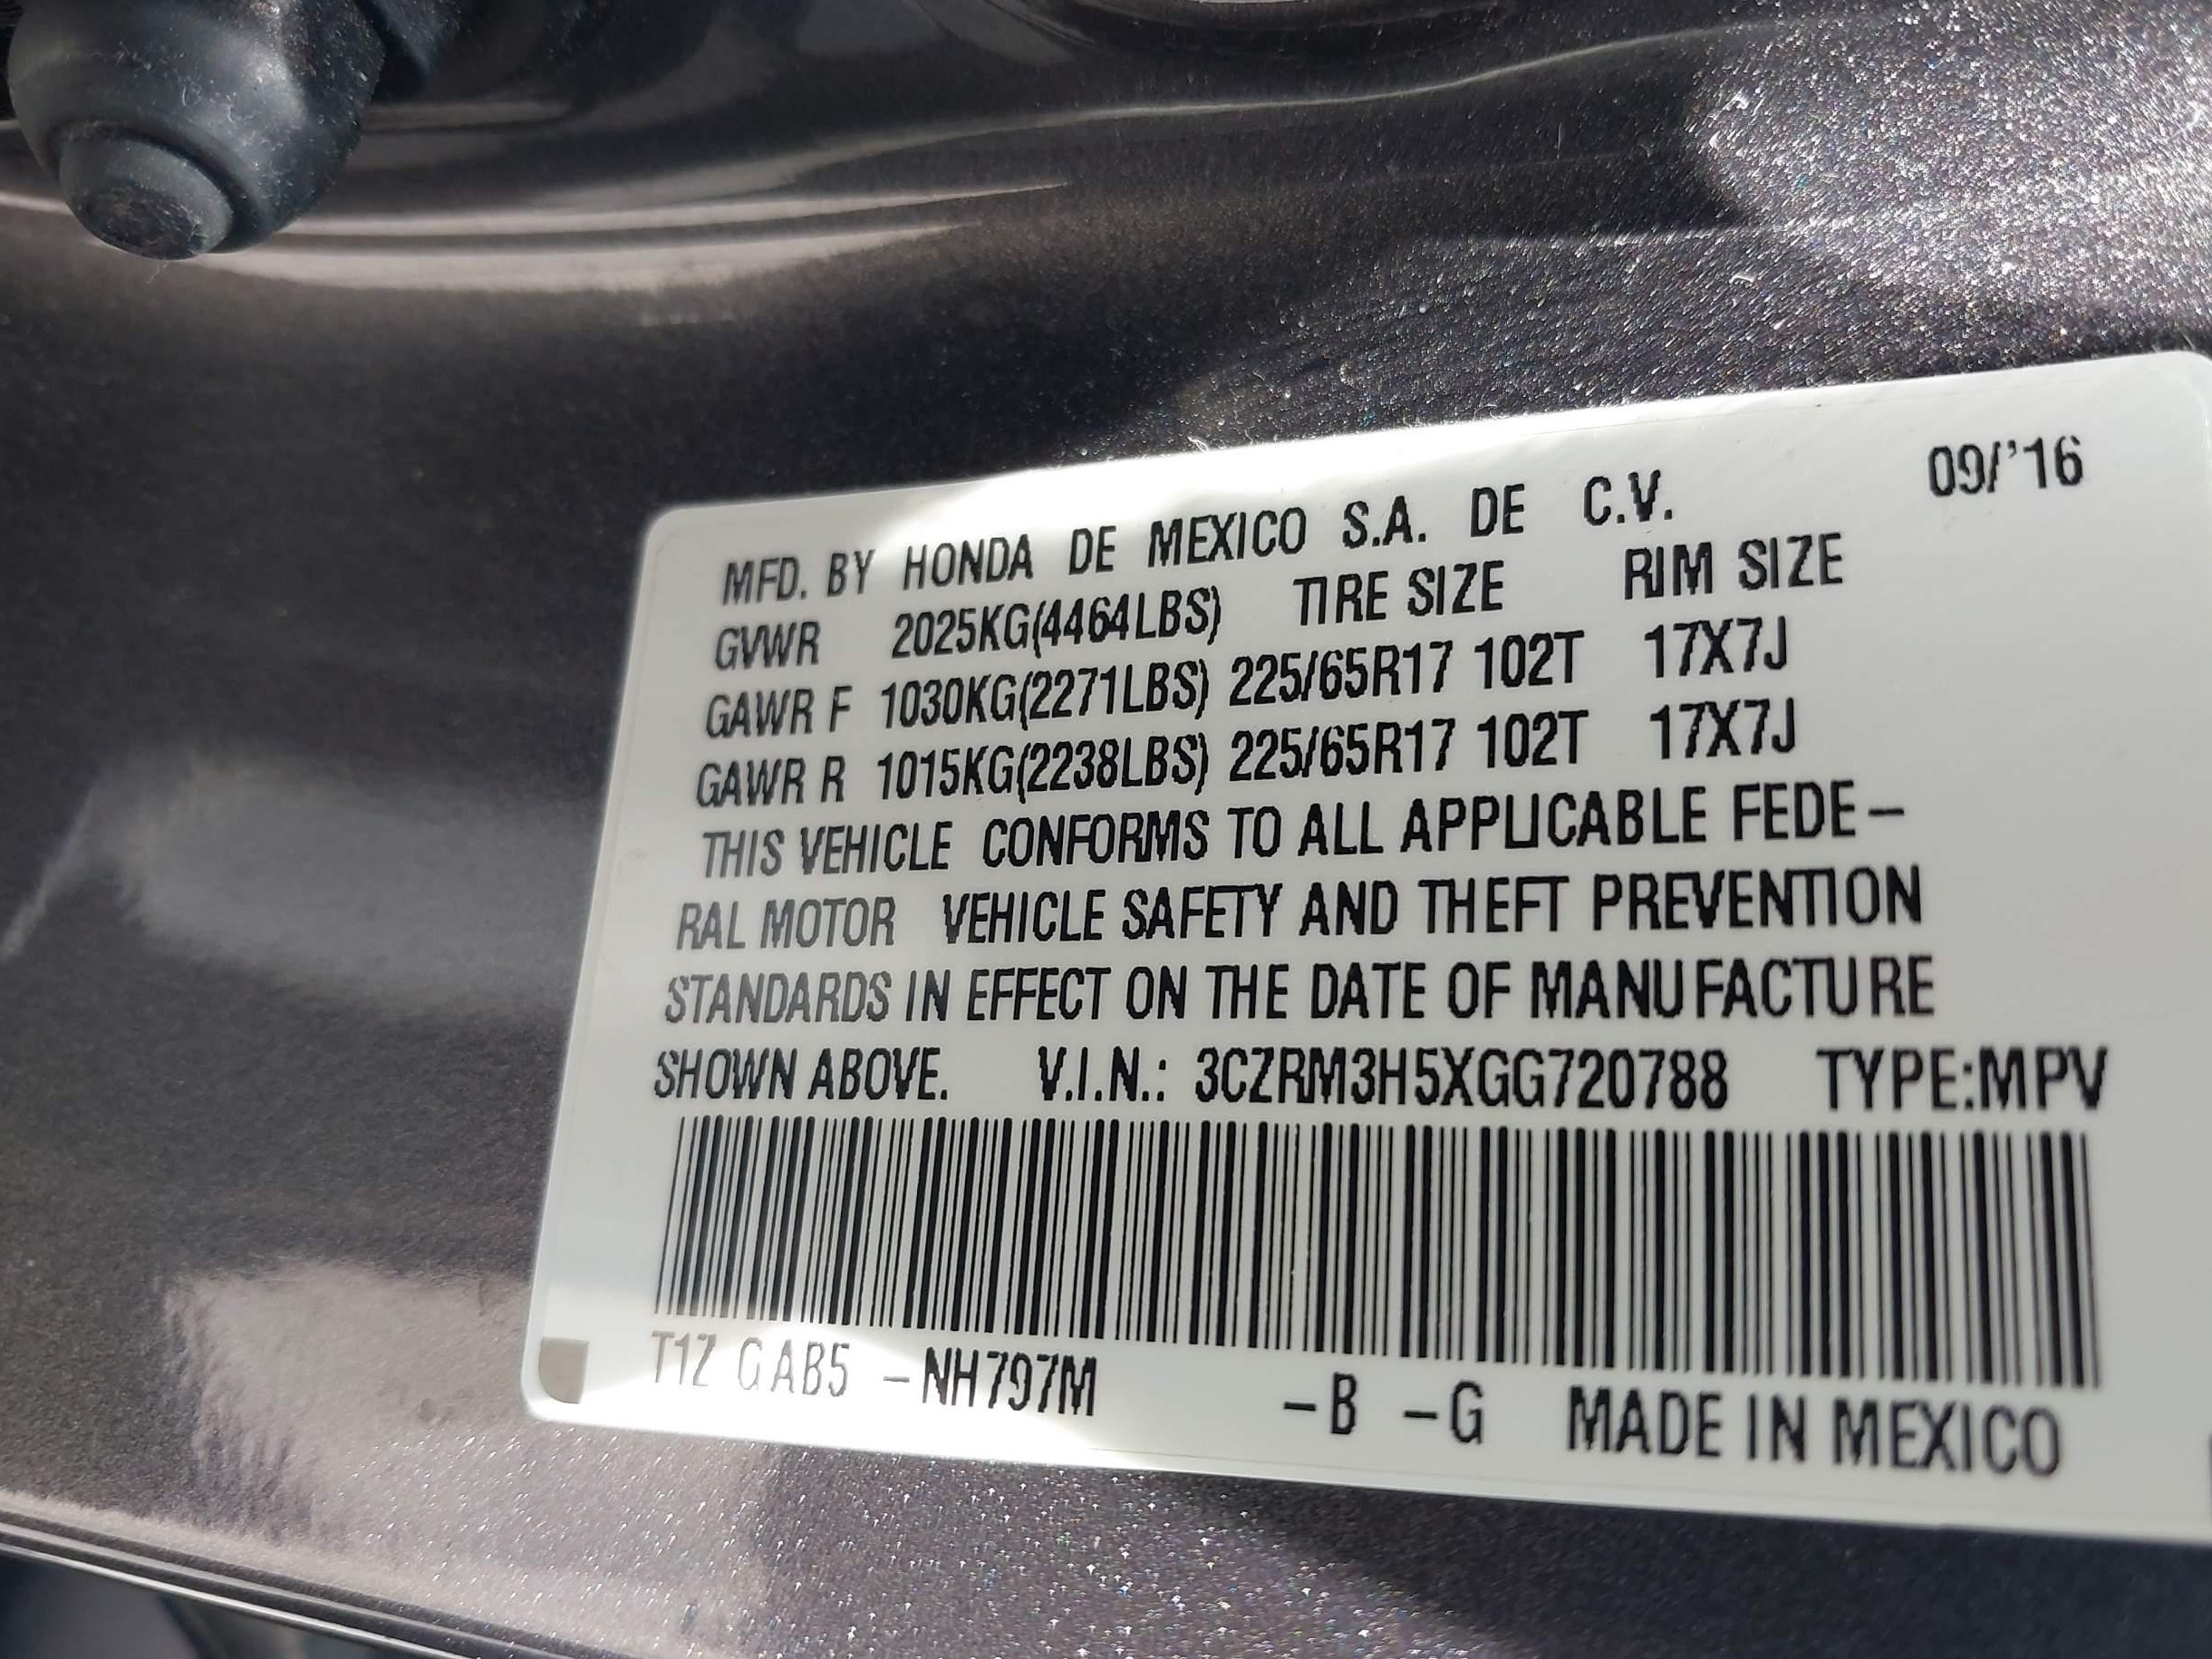 MFD. BY HONDA DE MEXICO S.A. DE C.V. 09/'16
GVWR 2025KG(4464LBS) TIRE SIZE RIM SIZE
GAWR F 1030KG(2271LBS) 225/65R17 102T 17X7J
GAWR R 1015KG(2238LBS) 225/65R17 102T 17X7J
THIS VEHICLE CONFORMS TO ALL APPLICABLE FEDE-
RAL MOTOR VEHICLE SAFETY AND THEFT PREVENTION
STANDARDS IN EFFECT ON THE DATE OF MANUFACTURE
SHOWN ABOVE. V.I.N.: 3CZRM3H5XGG720788 TYPE:MPV
T1Z GAB5 -NH797M -B -G MADE IN MEXICO